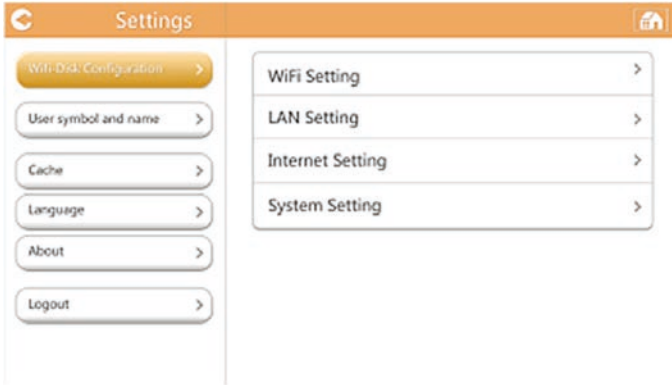 Settings
Wifi-Disk Configuration
User symbol and name
Cache
Language
About
Logout
WiFi Setting
LAN Setting
Internet Setting
System Setting